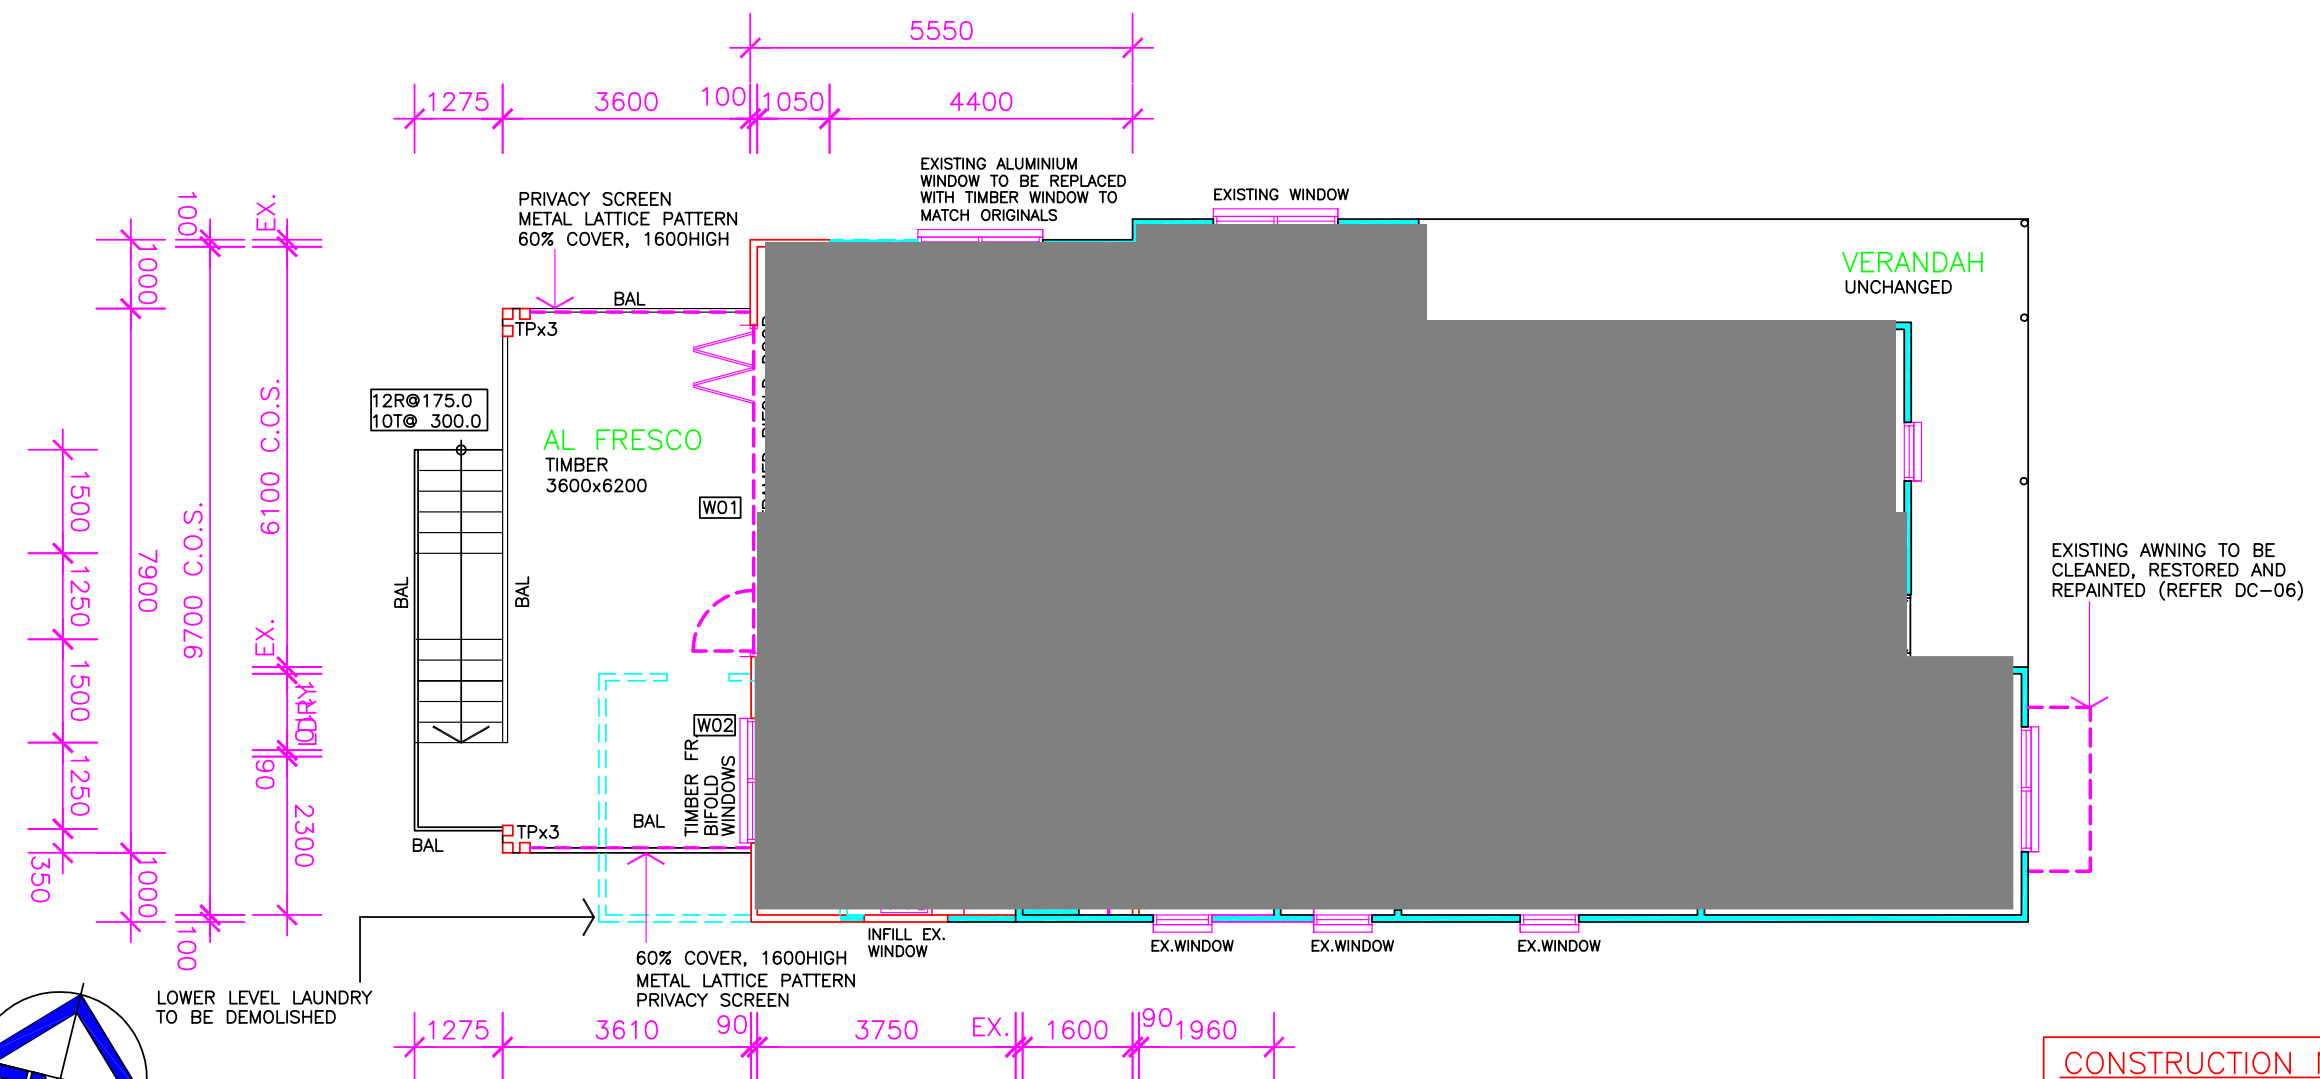 5550
1275
3600
100
1050
4400
EXISTING ALUMINIUM
WINDOW TO BE REPLACED
WITH TIMBER WINDOW TO
MATCH ORIGINALS
EXISTING WINDOW
PRIVACY SCREEN
METAL LATTICE PATTERN
60% COVER, 1600HIGH
BAL
TPx3
VERANDAH
UNCHANGED
12R@175.0
10T@ 300.0
AL FRESCO
TIMBER
3600x6200
W01
BAL
BAL
EXISTING AWNING TO BE
CLEANED, RESTORED AND
REPAINTED (REFER DC-06)
W02
TIMBER FR.
BIFOLD
WINDOWS
BAL
TPx3
BAL
100
EX.
1000
6100 C.O.S.
1500
1250
7900
9700 C.O.S.
EX.
1500
1250
90
2300
350
1000
100
INFILL EX.
WINDOW
EX.WINDOW
EX.WINDOW
EX.WINDOW
60% COVER, 1600HIGH
METAL LATTICE PATTERN
PRIVACY SCREEN
LOWER LEVEL LAUNDRY
TO BE DEMOLISHED
1275
3610
90
3750
EX.
1600
90
1960
CONSTRUCTION